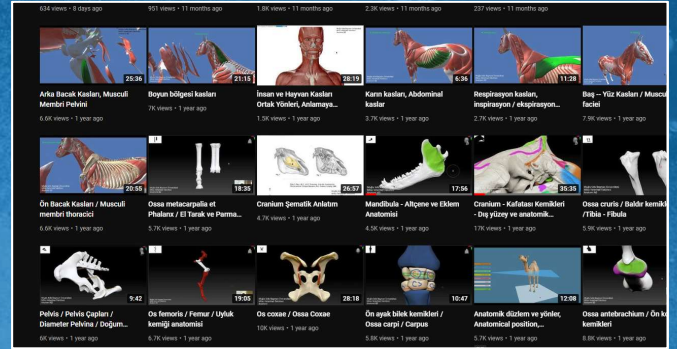 634 views • 8 days ago
951 views • 11 months ago
1.8K views • 11 months ago
2.3K views • 11 months ago
237 views • 11 months ago
25:36
21:15
28:19
6:36
11:28
Arka Bacak Kasları, Musculi
Membri Pelvini
6.6K views • 1 year ago
Boyun bölgesi kasları
7K views • 1 year ago
İnsan ve Hayvan Kasları
Ortak Yönleri, Anlamaya...
1.5K views • 1 year ago
Karın kasları, Abdominal
kaslar
3.7K views • 1 year ago
Respirasyon kasları,
inspirasyon / ekspirasyon...
2.7K views • 1 year ago
Baş -- Yüz Kasları / Muscu
faciei
7.9K views • 1 year ago
20:55
18:35
26:57
17:56
35:35
Ön Bacak Kasları / Musculi
membri thoracici
6.6K views • 1 year ago
Ossa metacarpalia et
Phalanx / El Tarak ve Parma...
5.7K views • 1 year ago
Cranium Şematik Anlatım
4.7K views • 1 year ago
Mandibula - Altçene ve Eklem
Anatomisi
4.5K views • 1 year ago
Cranium - Kafatası Kemikleri
- Dış yüzey ve anatomik...
17K views • 1 year ago
Ossa cruris / Baldır kemikl
/Tibia - Fibula
5.9K views • 1 year ago
9:42
19:05
28:18
10:47
12:08
Pelvis / Pelvis Çapları /
Diameter Pelvina / Doğum...
6K views • 1 year ago
Os femoris / Femur / Uyluk
kemiği anatomisi
6.7K views • 1 year ago
Os coxae / Ossa Coxae
10K views • 1 year ago
Ön ayak bilek kemikleri /
Ossa carpi / Carpus
5.8K views • 1 year ago
Anatomik düzlem ve yönler,
Anatomical position,...
5.7K views • 1 year ago
Ossa antebrachium / Ön ko
kemikleri
8.8K views • 1 year ago